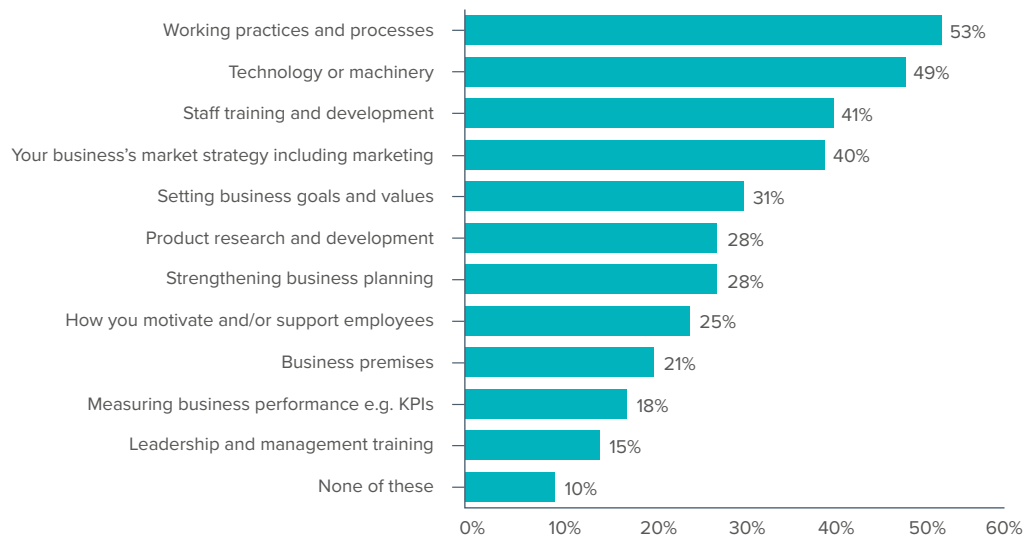 Working practices and processes 53%
Technology or machinery 49%
Staff training and development 41%
Your business’s market strategy including marketing 40%
Setting business goals and values 31%
Product research and development 28%
Strengthening business planning 28%
How you motivate and/or support employees 25%
Business premises 21%
Measuring business performance e.g. KPIs 18%
Leadership and management training 15%
None of these 10%
0% 10% 20% 30% 40% 50% 60%